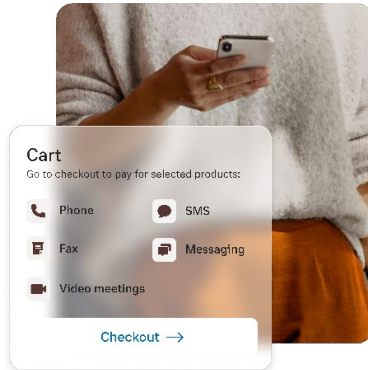 Cart
Go to checkout to pay for selected products:
Phone
SMS
Fax
Messaging
Video meetings
Checkout →